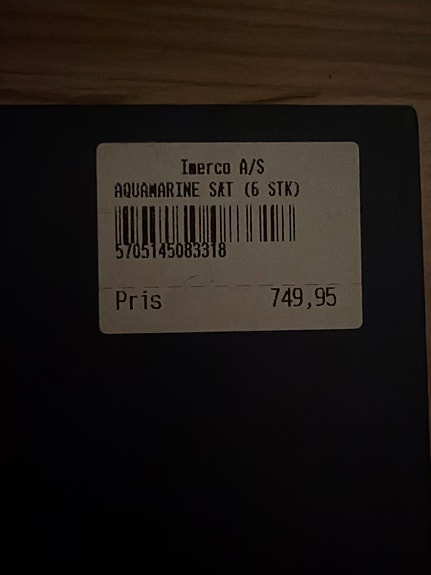 Imerco A/S
AQUAMARINE SÆT (6 STK)
5705145083318
Pris 749,95